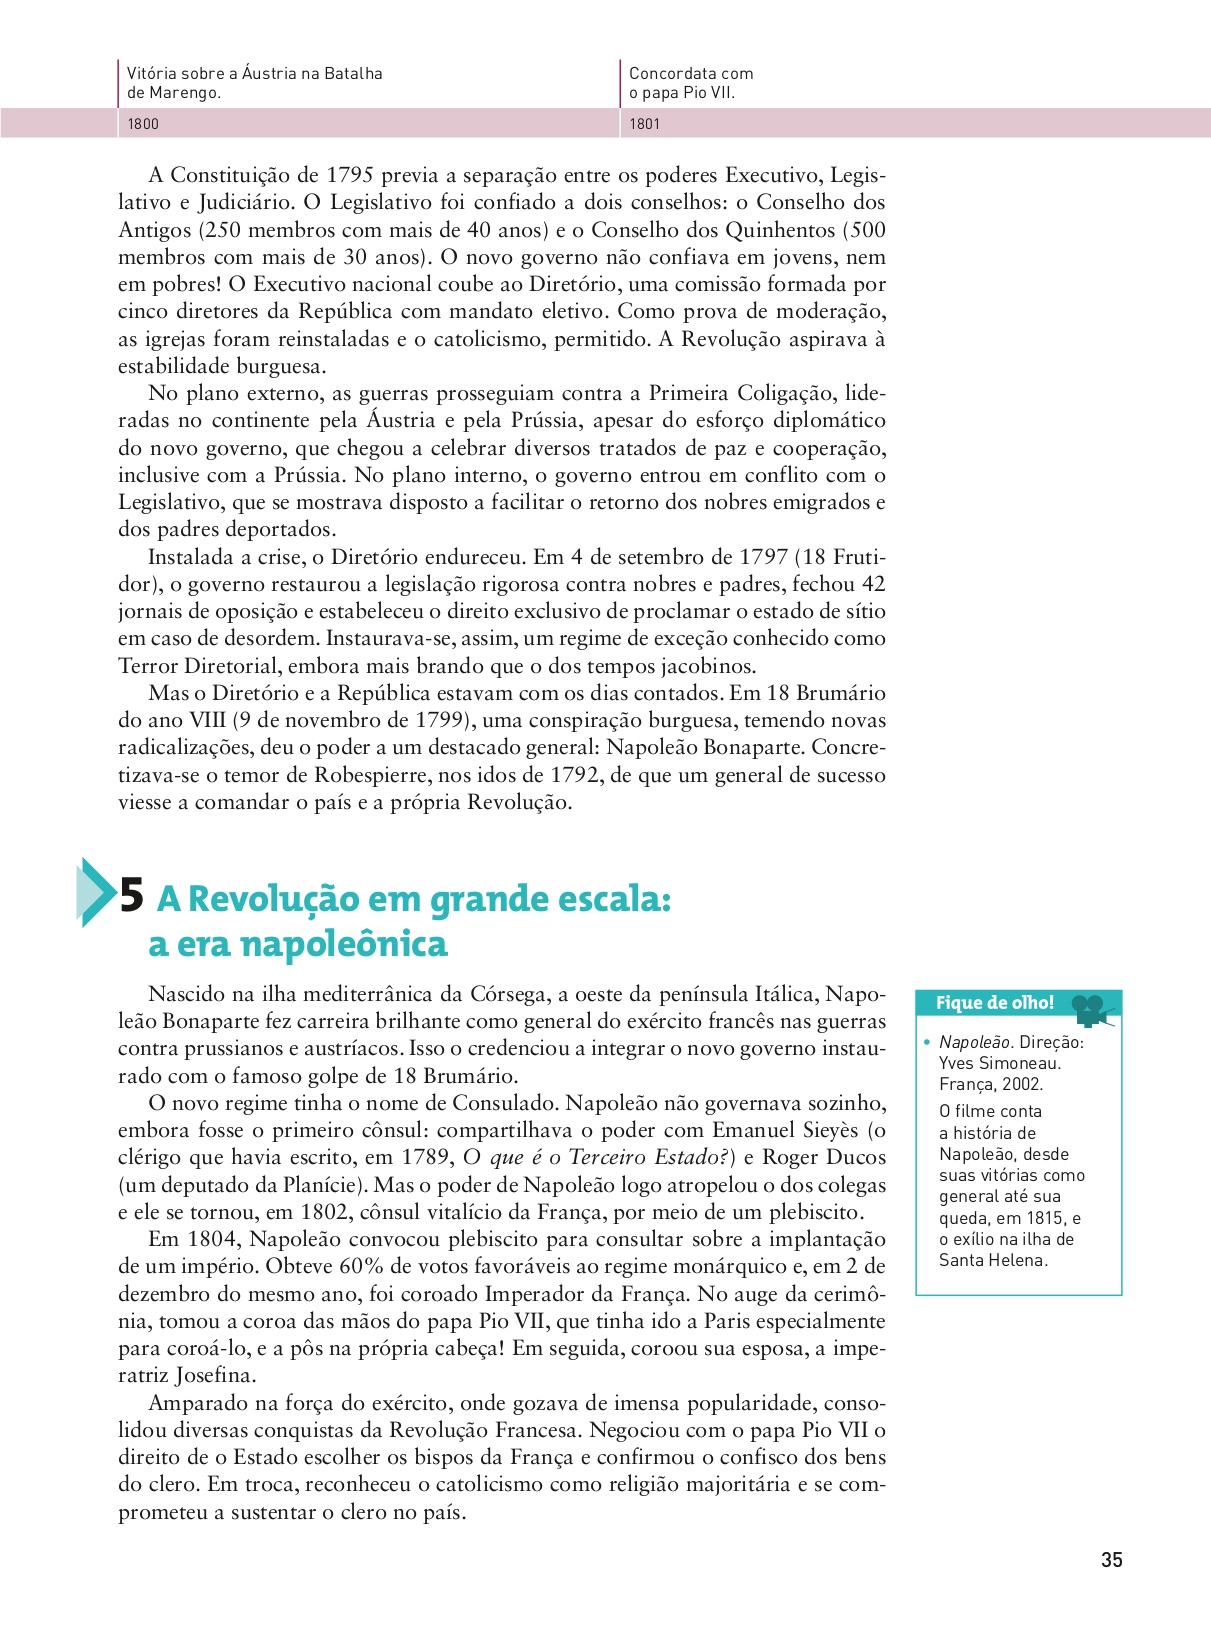 Vitória sobre a Áustria na Batalha
de Marengo.
Concordata com
o papa Pio VII.
1800
1801
A Constituição de 1795 previa a separação entre os poderes Executivo, Legis-
lativo e Judiciário. O Legislativo foi confiado a dois conselhos: o Conselho dos
Antigos (250 membros com mais de 40 anos) e o Conselho dos Quinhentos (500
membros com mais de 30 anos). O novo governo não confiava em jovens, nem
em pobres! O Executivo nacional coube ao Diretório, uma comissão formada por
cinco diretores da República com mandato eletivo. Como prova de moderação,
as igrejas foram reinstaladas e o catolicismo, permitido. A Revolução aspirava à
estabilidade burguesa.
No plano externo, as guerras prosseguiam contra a Primeira Coligação, lide-
radas no continente pela Áustria e pela Prússia, apesar do esforço diplomático
do novo governo, que chegou a celebrar diversos tratados de paz e cooperação,
inclusive com a Prússia. No plano interno, o governo entrou em conflito com o
Legislativo, que se mostrava disposto a facilitar o retorno dos nobres emigrados e
dos padres deportados.
Instalada a crise, o Diretório endureceu. Em 4 de setembro de 1797 (18 Fruti-
dor), o governo restaurou a legislação rigorosa contra nobres e padres, fechou 42
jornais de oposição e estabeleceu o direito exclusivo de proclamar o estado de sítio
em caso de desordem. Instaurava-se, assim, um regime de exceção conhecido como
Terror Diretorial, embora mais brando que o dos tempos jacobinos.
Mas o Diretório e a República estavam com os dias contados. Em 18 Brumário
do ano VIII (9 de novembro de 1799), uma conspiração burguesa, temendo novas
radicalizações, deu o poder a um destacado general: Napoleão Bonaparte. Concre-
tizava-se o temor de Robespierre, nos idos de 1792, de que um general de sucesso
viesse a comandar o país e a própria Revolução.
5 A Revolução em grande escala:
a era napoleônica
Nascido na ilha mediterrânica da Córsega, a oeste da península Itálica, Napo-
leão Bonaparte fez carreira brilhante como general do exército francês nas guerras
contra prussianos e austríacos. Isso o credenciou a integrar o novo governo instau-
rado com o famoso golpe de 18 Brumário.
O novo regime tinha o nome de Consulado. Napoleão não governava sozinho,
embora fosse o primeiro cônsul: compartilhava o poder com Emanuel Sieyès (o
clérigo que havia escrito, em 1789, O que é o Terceiro Estado?) e Roger Ducos
(um deputado da Planície). Mas o poder de Napoleão logo atropelou o dos colegas
e ele se tornou, em 1802, cônsul vitalício da França, por meio de um plebiscito.
Em 1804, Napoleão convocou plebiscito para consultar sobre a implantação
de um império. Obteve 60% de votos favoráveis ao regime monárquico e, em 2 de
dezembro do mesmo ano, foi coroado Imperador da França. No auge da cerimô-
nia, tomou a coroa das mãos do papa Pio VII, que tinha ido a Paris especialmente
para coroá-lo, e a pôs na própria cabeça! Em seguida, coroou sua esposa, a impe-
ratriz Josefina.
Amparado na força do exército, onde gozava de imensa popularidade, conso-
lidou diversas conquistas da Revolução Francesa. Negociou com o papa Pio VII o
direito de o Estado escolher os bispos da França e confirmou o confisco dos bens
do clero. Em troca, reconheceu o catolicismo como religião majoritária e se com-
prometeu a sustentar o clero no país.
Fique de olho!
• Napoleão. Direção:
Yves Simoneau.
França, 2002.
O filme conta
a história de
Napoleão, desde
suas vitórias como
general até sua
queda, em 1815, e
o exílio na ilha de
Santa Helena.
35